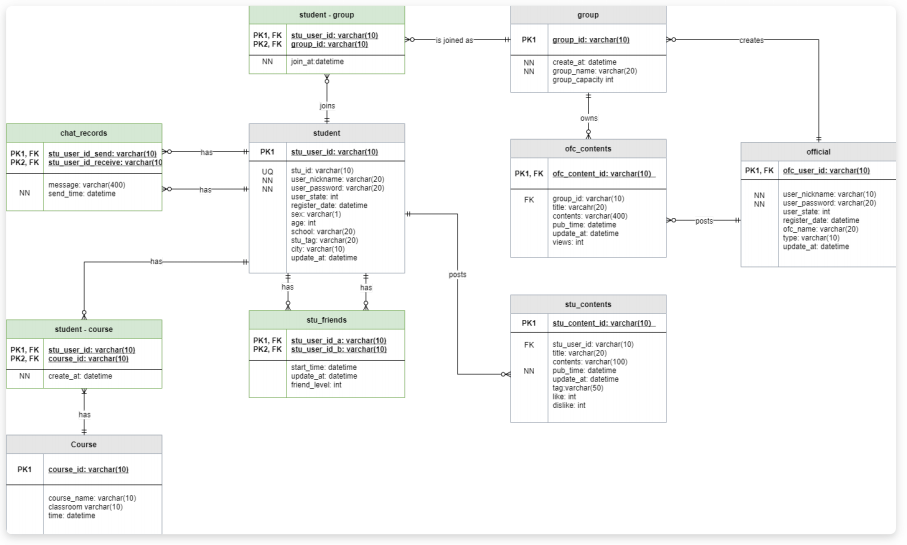 student - group
PK1, FK stu_user_id: varchar(10)
PK2, FK group_id: varchar(10)
NN join_at:datetime
is joined as
group
PK1 group_id: varchar(10)
NN create_at: datetime
NN group_name: varchar(20)
group_capacity int
creates
joins
owns
chat_records
PK1, FK stu_user_id_send: varchar(10)
PK2, FK stu_user_id_receive: varchar(10
message: varchar(400)
NN send_time: datetime
has
has
student
PK1 stu_user_id: varchar(10)
UQ stu_id: varchar(10)
NN user_nickname: varchar(20)
NN user_password: varchar(20)
user_state: int
register_date: datetime
sex: varchar(1)
age: int
school: varchar(20)
stu_tag: varchar(20)
city: varchar(10)
update_at: datetime
ofc_contents
PK1, FK ofc_content_id: varchar(10)
FK group_id: varchar(10)
title: varcahr(20)
contents: varchar(400)
pub_time: datetime
update_at: datetime
views: int
posts
official
PK1, FK ofc_user_id: varchar(10)
NN user_nickname: varchar(10)
NN user_password: varchar(20)
user_state: int
register_date: datetime
ofc_name: varchar(20)
type: varchar(10)
update_at: datetime
has
has
has
posts
student - course
PK1, FK stu_user_id: varchar(10)
PK2, FK course_id: varchar(10)
NN create_at: datetime
stu_friends
PK1, FK stu_user_id_a: varchar(10)
PK2, FK stu_user_id_b: varchar(10)
start_time: datetime
update_at: datetime
friend_level: int
stu_contents
PK1 stu_content_id: varchar(10)
FK stu_user_id: varchar(10)
title: varchar(20)
contents: varchar(100)
NN pub_time: datetime
update_at: datetime
tag:varchar(50)
like: int
dislike: int
has
Course
PK1 course_id: varchar(10)
course_name: varchar(10)
classroom varchar(10)
time: datetime